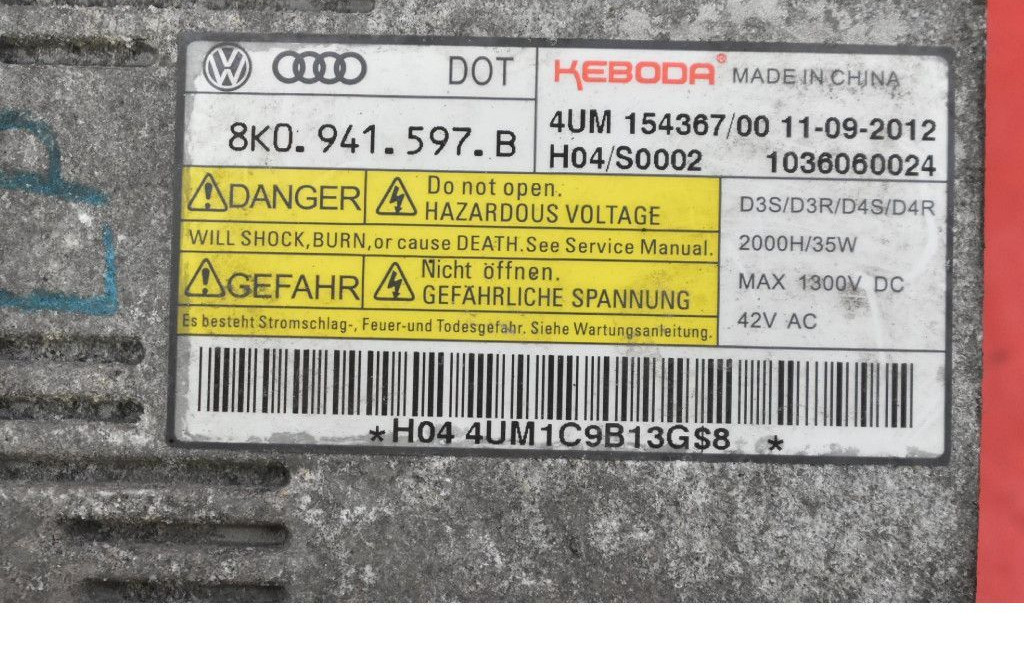 DOT
8K0.941.597.B
KEBODA® MADE IN CHINA
4UM 154367/00 11-09-2012
H04/S0002 1036060024
DANGER
Do not open.
HAZARDOUS VOLTAGE
WILL SHOCK,BURN,or cause DEATH.See Service Manual.
GEFAHR
Nicht öffnen.
GEFÄHRLICHE SPANNUNG
Es besteht Stromschlag-, Feuer-und Todesgefahr. Siehe Wartungsanleitung.
D3S/D3R/D4S/D4R
2000H/35W
MAX 1300V DC
42V AC
*H04 4UM1C9B13G$8 *